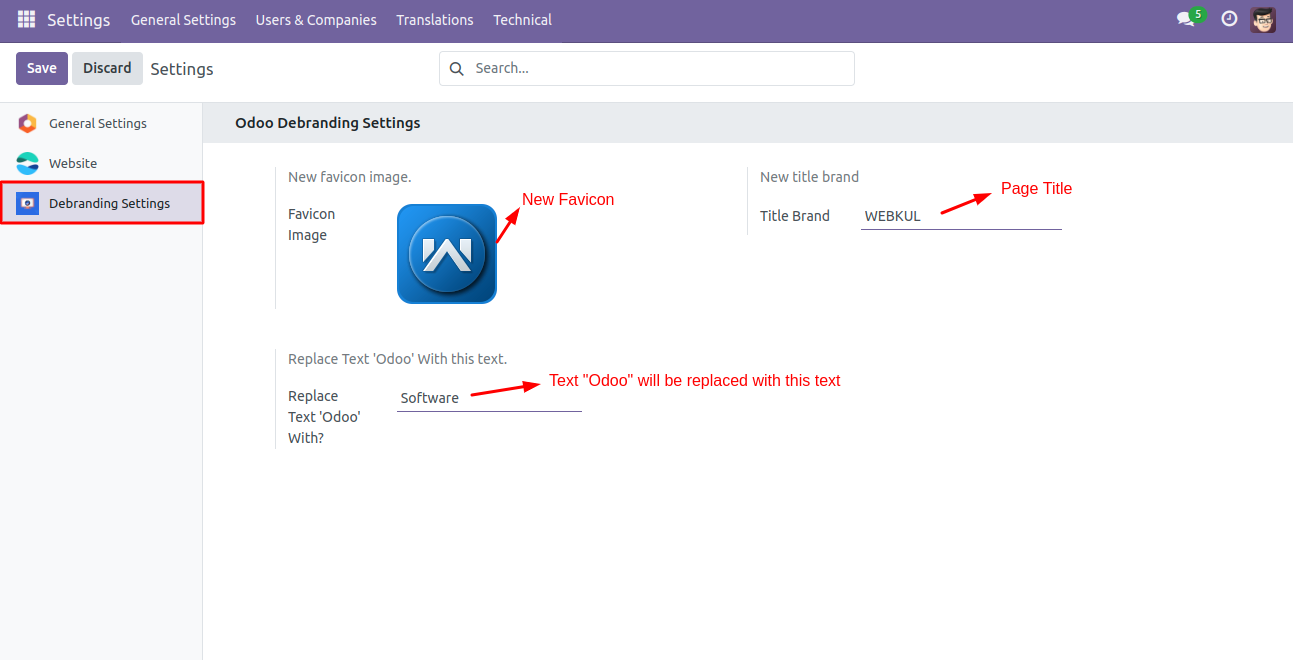 Settings General Settings Users & Companies Translations Technical 5
Save Discard Settings Search...
General Settings
Website
Debranding Settings
Odoo Debranding Settings
New favicon image.
Favicon
Image
New Favicon
New title brand
Title Brand WEBKUL
Page Title
Replace Text 'Odoo' With this text.
Replace
Text 'Odoo'
With?
Software
Text "Odoo" will be replaced with this text